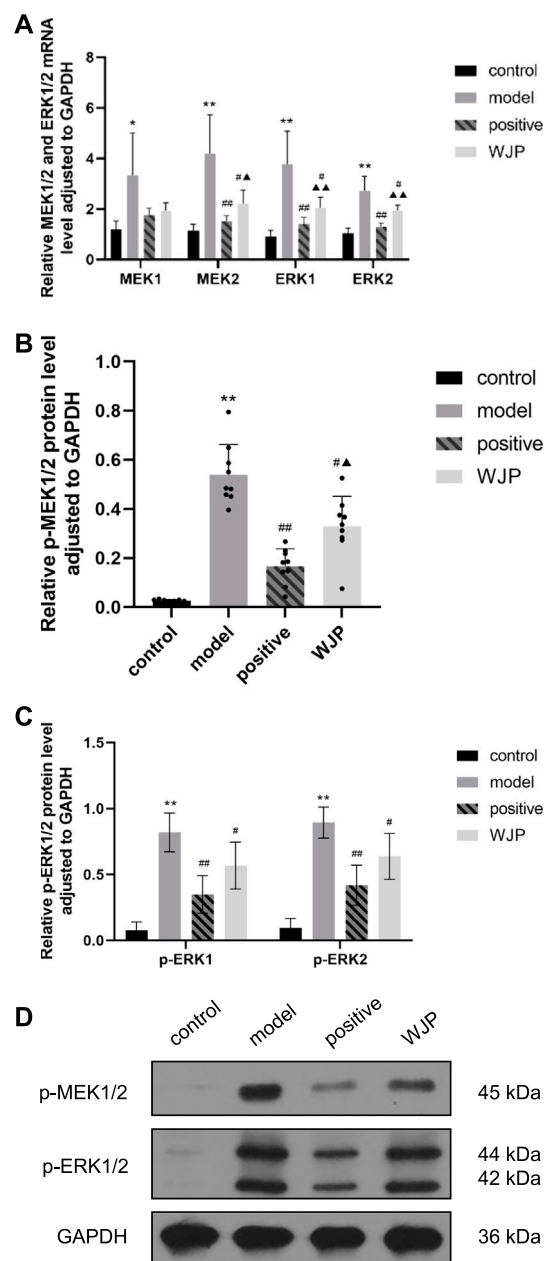 A
Relative MEK1/2 and ERK1/2 mRNA
level adjusted to GAPDH
8
6
4
2
0
*
**
##
#▲
**
##
#
▲▲
**
##
#
▲▲
MEK1
MEK2
ERK1
ERK2
control
model
positive
WJP
B
Relative p-MEK1/2 protein level
adjusted to GAPDH
1.0
0.8
0.6
0.4
0.2
0.0
**
##
#▲
control
model
positive
WJP
control
model
positive
WJP
C
Relative p-ERK1/2 protein level
adjusted to GAPDH
1.5
1.0
0.5
0.0
**
##
#
**
##
#
p-ERK1
p-ERK2
control
model
positive
WJP
D
control
model
positive
WJP
p-MEK1/2
45 kDa
p-ERK1/2
44 kDa
42 kDa
GAPDH
36 kDa